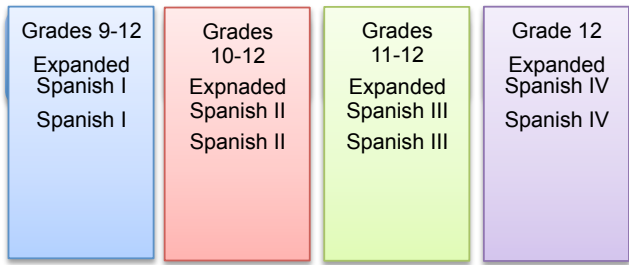 Grades 9-12
Expanded
Spanish I
Spanish I
Grades
10-12
Expnaded
Spanish II
Spanish II
Grades
11-12
Expanded
Spanish III
Spanish III
Grade 12
Expanded
Spanish IV
Spanish IV